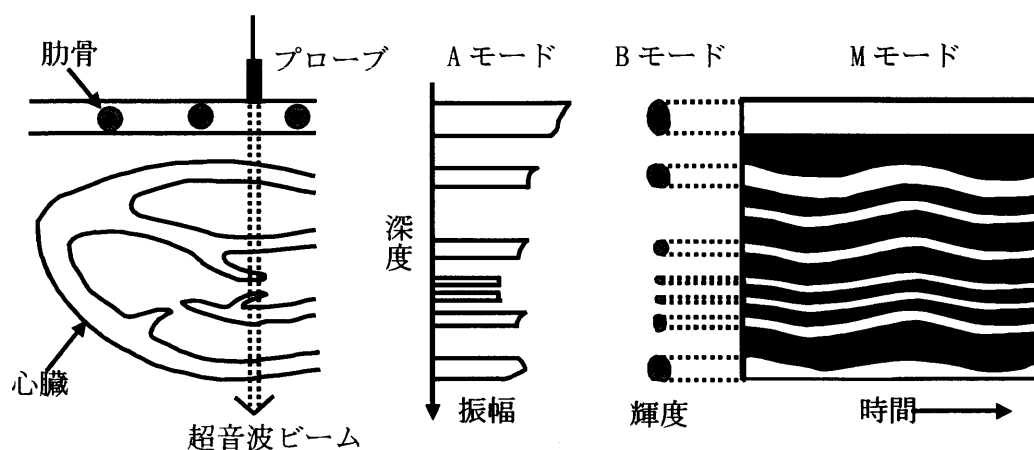 肋骨
プローブ
Aモード
Bモード
Mモード
深度
心臓
振幅
輝度
時間
超音波ビーム